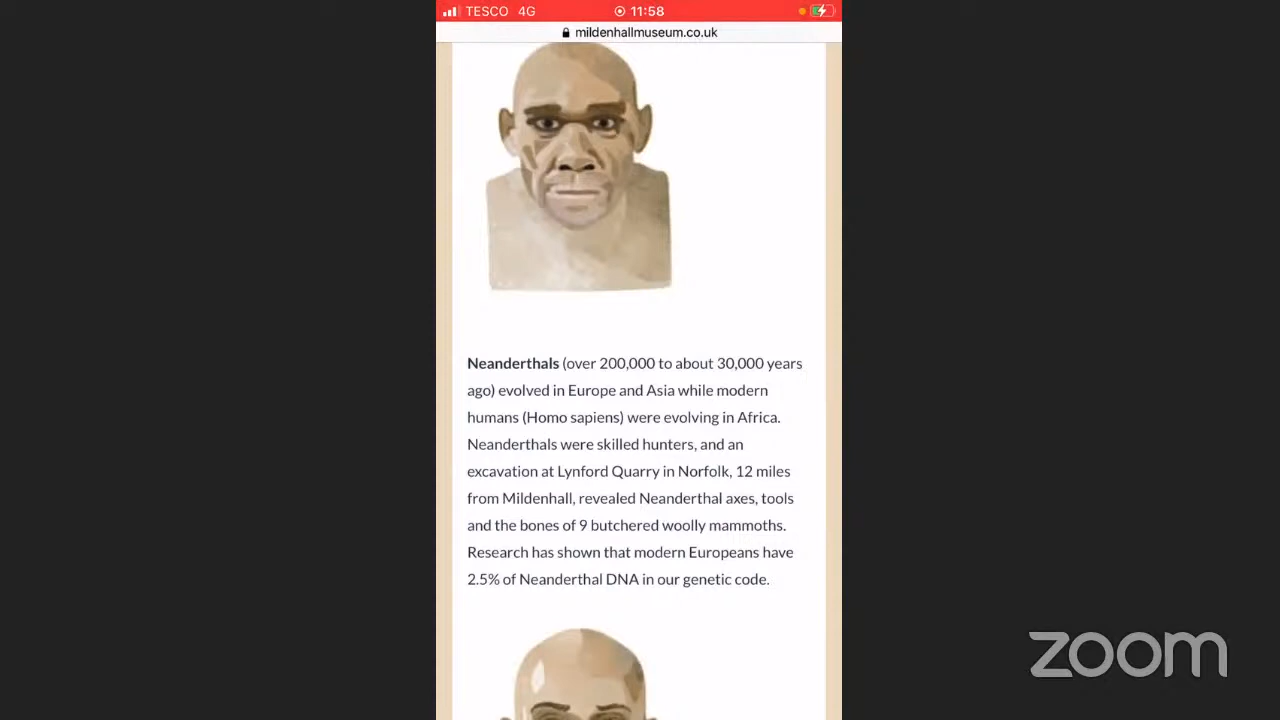 TESCO 4G 11:58
mildenhallmuseum.co.uk
Neanderthals (over 200,000 to about 30,000 years
ago) evolved in Europe and Asia while modern
humans (Homo sapiens) were evolving in Africa.
Neanderthals were skilled hunters, and an
excavation at Lynford Quarry in Norfolk, 12 miles
from Mildenhall, revealed Neanderthal axes, tools
and the bones of 9 butchered woolly mammoths.
Research has shown that modern Europeans have
2.5% of Neanderthal DNA in our genetic code.
zoom